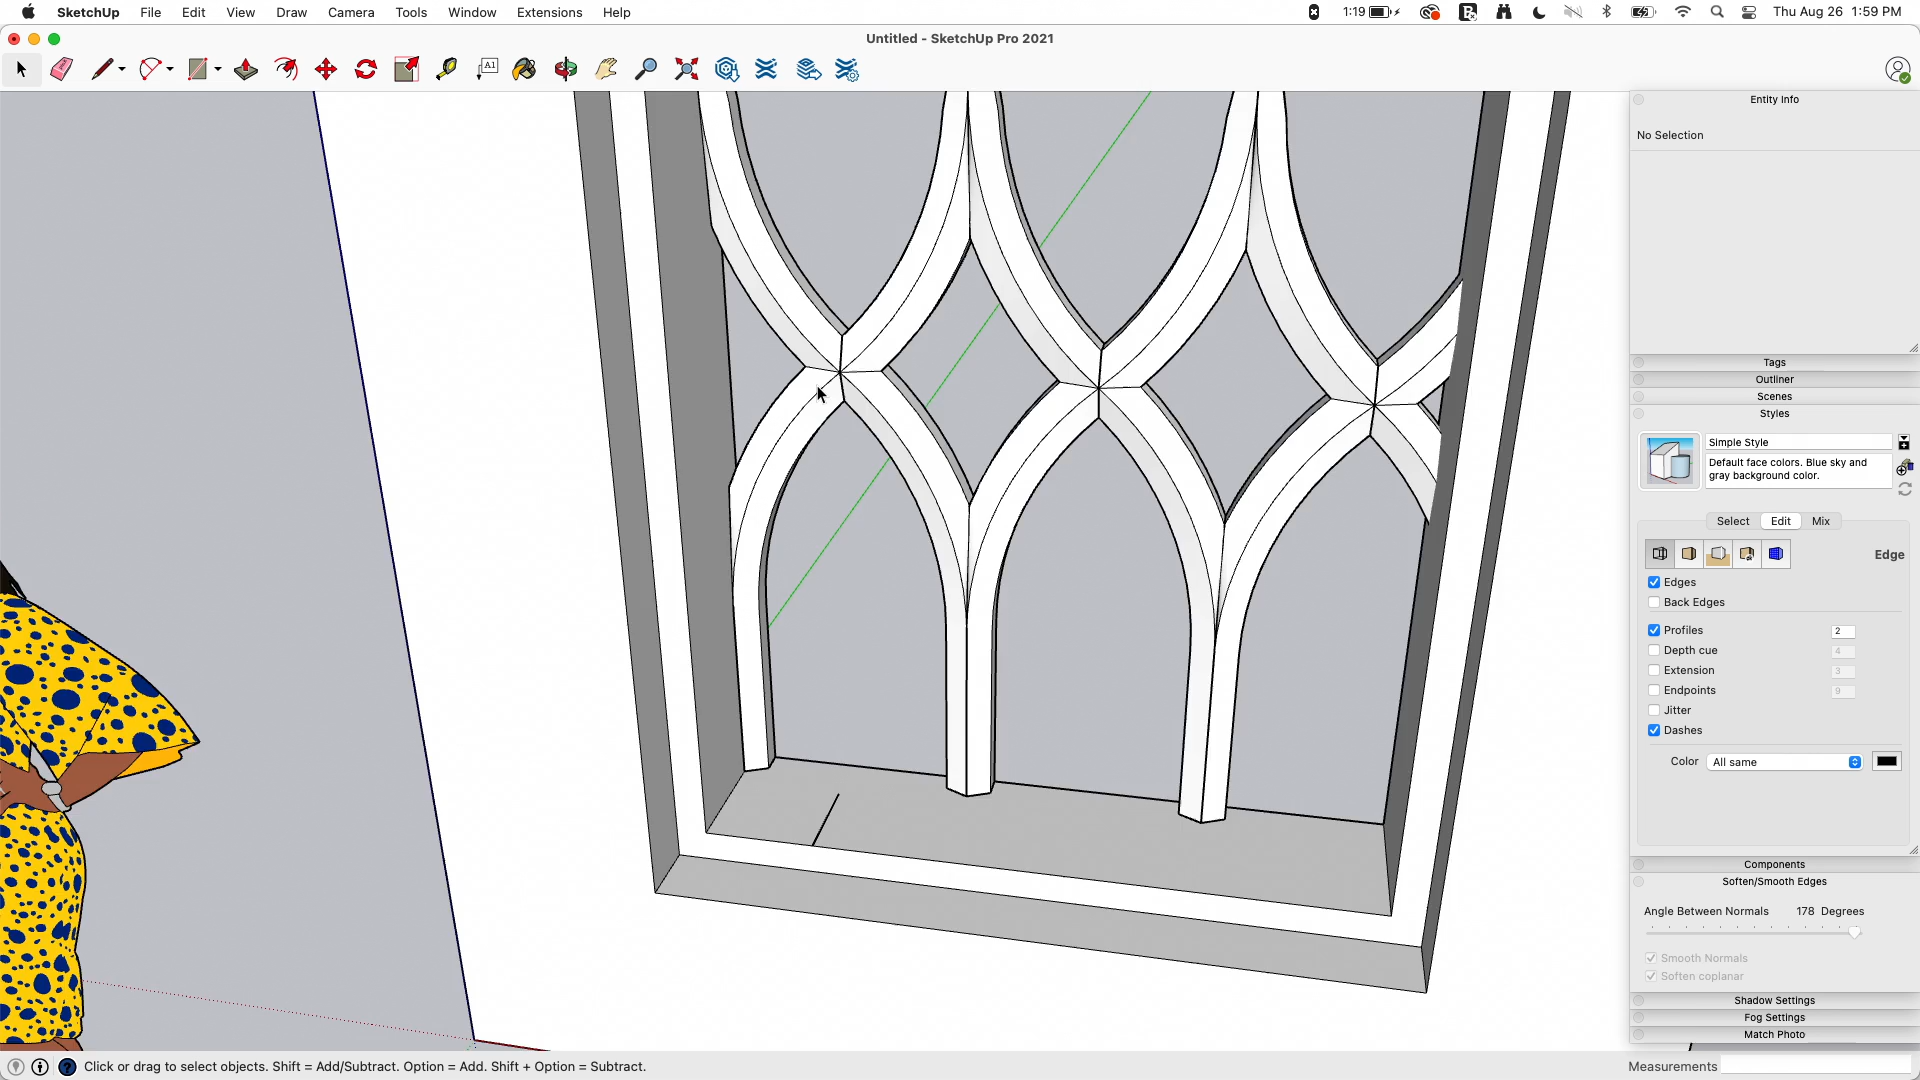 SketchUp File Edit View Draw Camera Tools Window Extensions Help 1:19 Thu Aug 26 1:59 PM
Untitled - SketchUp Pro 2021
A1
Entity Info
No Selection
Tags
Outliner
Scenes
Styles
Simple Style
Default face colors. Blue sky and
gray background color.
Select Edit Mix
Edge
Edges
Back Edges
Profiles 2
Depth cue 4
Extension 3
Endpoints 9
Jitter
Dashes
Color All same
Components
Soften/Smooth Edges
Angle Between Normals 178 Degrees
Smooth Normals
Soften coplanar
Shadow Settings
Fog Settings
Match Photo
Click or drag to select objects. Shift = Add/Subtract. Option = Add. Shift + Option = Subtract. Measurements